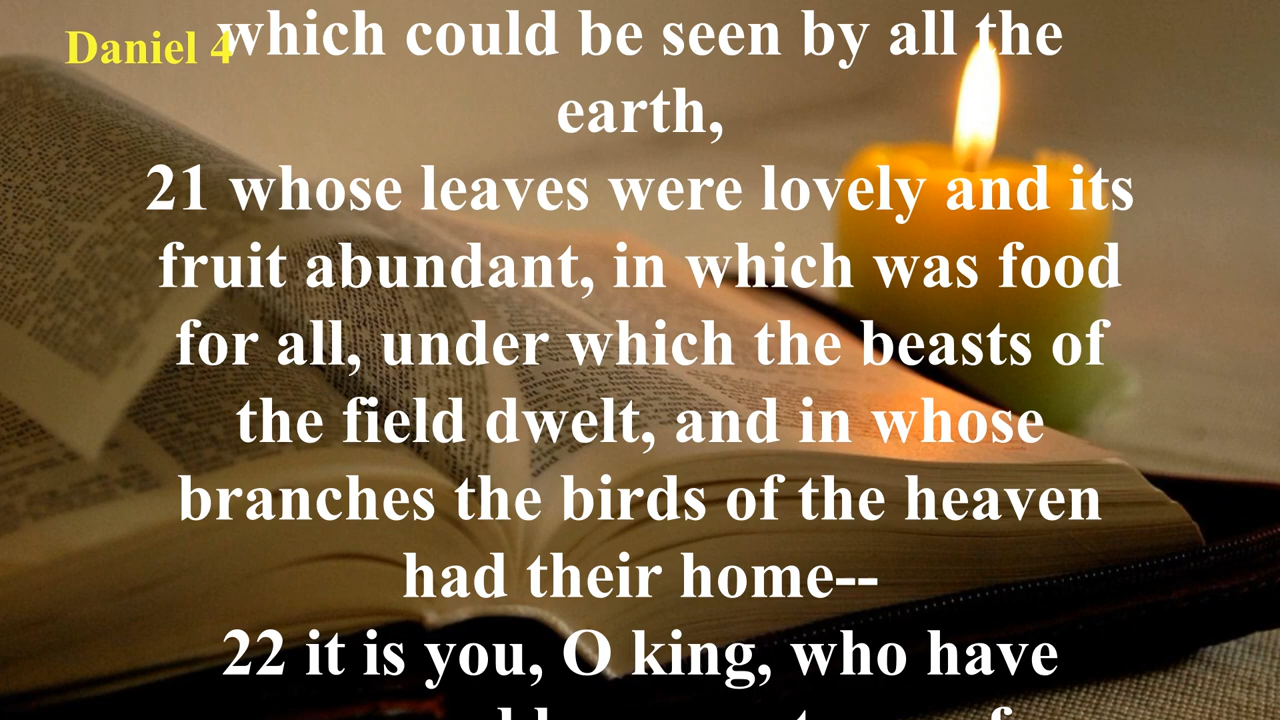 Daniel 4
which could be seen by all the
earth,
21 whose leaves were lovely and its
fruit abundant, in which was food
for all, under which the beasts of
the field dwelt, and in whose
branches the birds of the heaven
had their home--
22 it is you, O king, who have